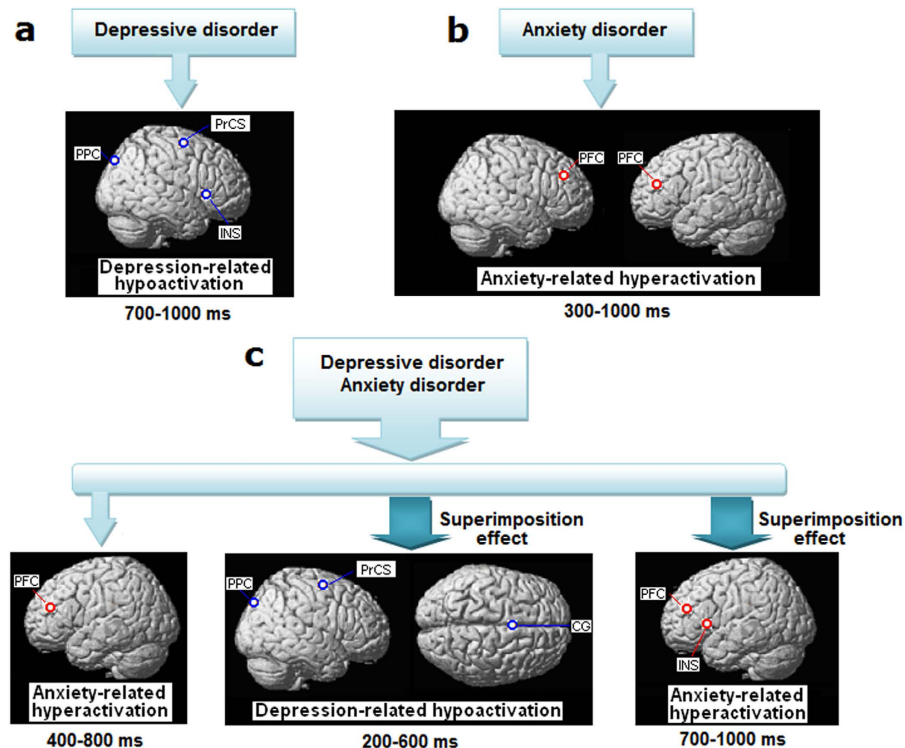 a
Depressive disorder
PrCS
PPC
INS
Depression-related
hypoactivation
700-1000 ms
b
Anxiety disorder
PFC
PFC
Anxiety-related hyperactivation
300-1000 ms
c
Depressive disorder
Anxiety disorder
PFC
Anxiety-related
hyperactivation
400-800 ms
Superimposition
effect
PPC
PrCS
CG
Depression-related hypoactivation
200-600 ms
Superimposition
effect
PFC
INS
Anxiety-related
hyperactivation
700-1000 ms